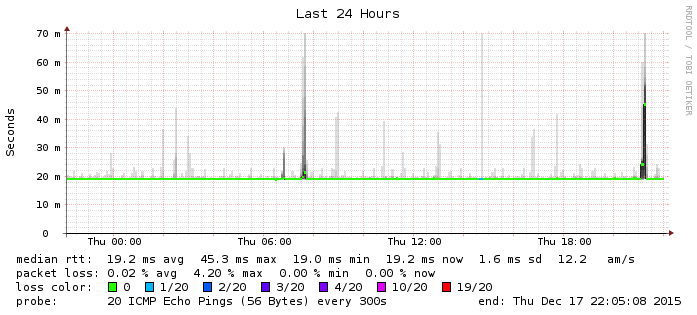 Last 24 Hours
RRDTOOL / TOBI OETIKER
Seconds
70 m
60 m
50 m
40 m
30 m
20 m
10 m
0
Thu 00:00 Thu 06:00 Thu 12:00 Thu 18:00
median rtt: 19.2 ms avg 45.3 ms max 19.0 ms min 19.2 ms now 1.6 ms sd 12.2 am/s
packet loss: 0.02 % avg 4.20 % max 0.00 % min 0.00 % now
loss color: 0 1/20 2/20 3/20 4/20 10/20 19/20
probe: 20 ICMP Echo Pings (56 Bytes) every 300s end: Thu Dec 17 22:05:08 2015